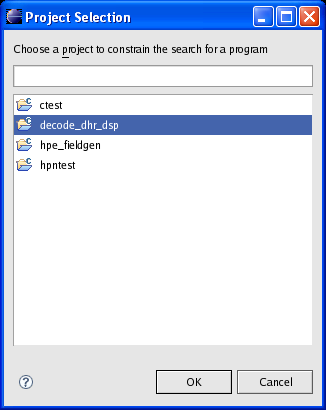 Project Selection
Choose a project to constrain the search for a program
ctest
decode_dhr_dsp
hpe_fieldgen
hpntest
OK
Cancel